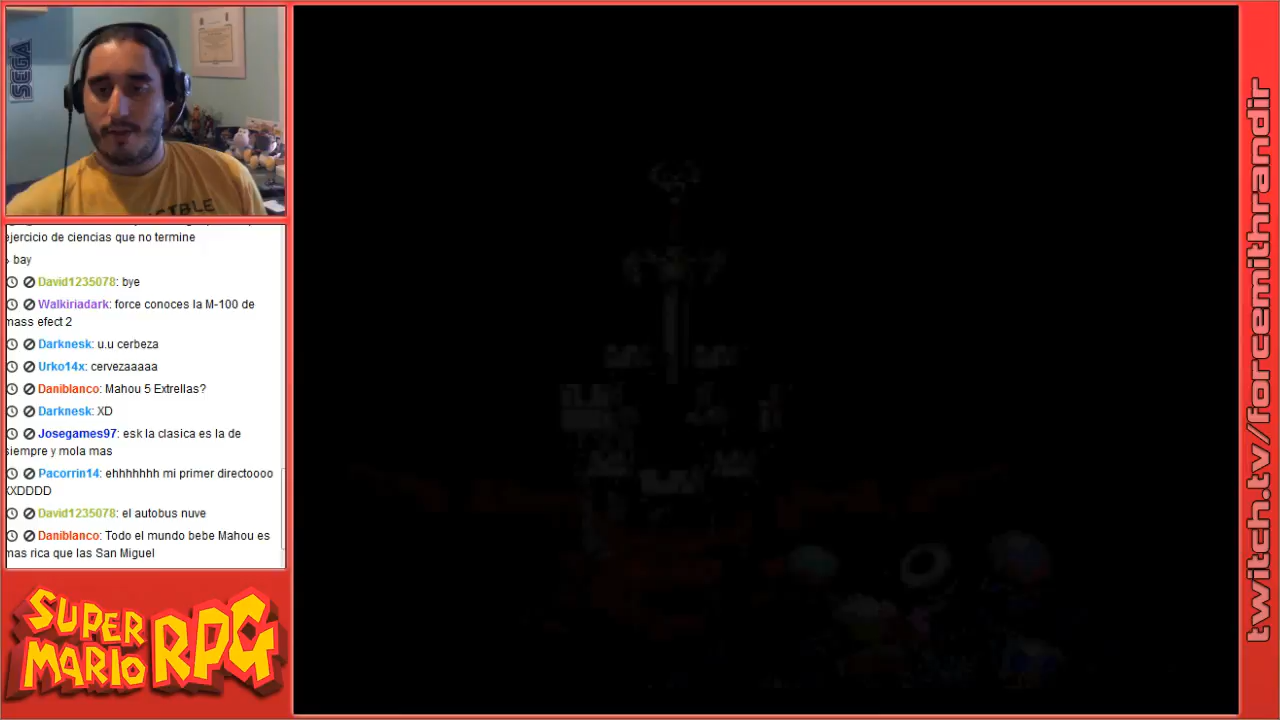 SEGA
CIBLE
ejercicio de ciencias que no termine
bay
David1235078: bye
Walkiriadark: force conoces la M-100 de
mass efect 2
Darknesk: u.u cerbeza
Urko14x: cervezaaaaa
Daniblanco: Mahou 5 Extrellas?
Darknesk: XD
Josegames97: esk la clasica es la de
siempre y mola mas
Pacorrin14: ehhhhhhh mi primer directoooo
XXDDDD
David1235078: el autobus nuve
Daniblanco: Todo el mundo bebe Mahou es
mas rica que las San Miguel
SUPER
MARIO RPG
twitch.tv/forcemithrandir